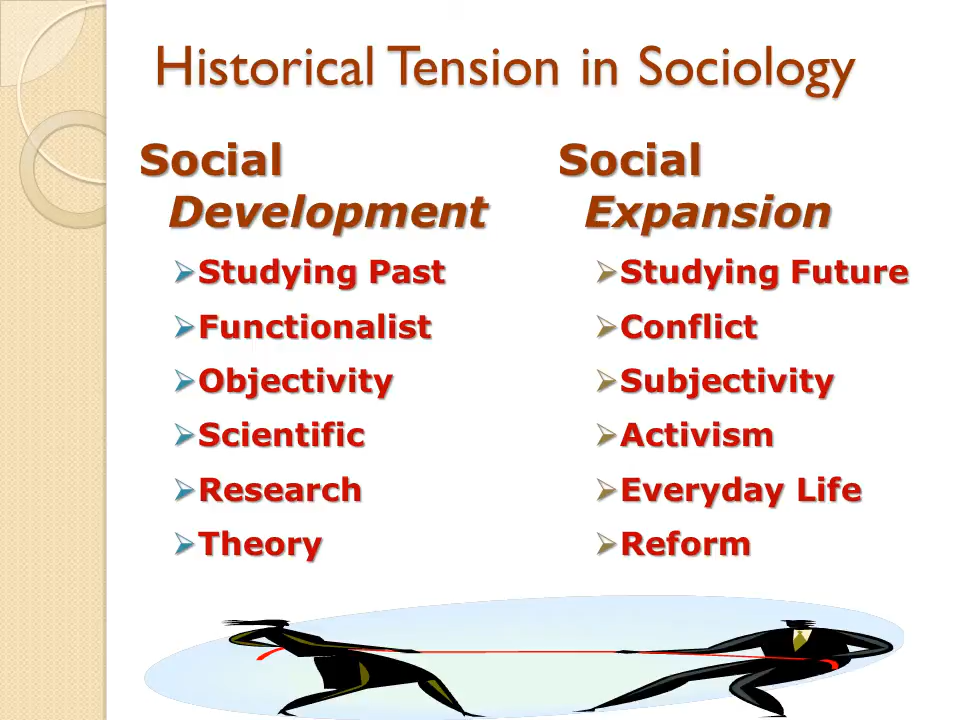 Historical Tension in Sociology
Social
Development
Studying Past
Functionalist
Objectivity
Scientific
Research
Theory
Social
Expansion
Studying Future
Conflict
Subjectivity
Activism
Everyday Life
Reform